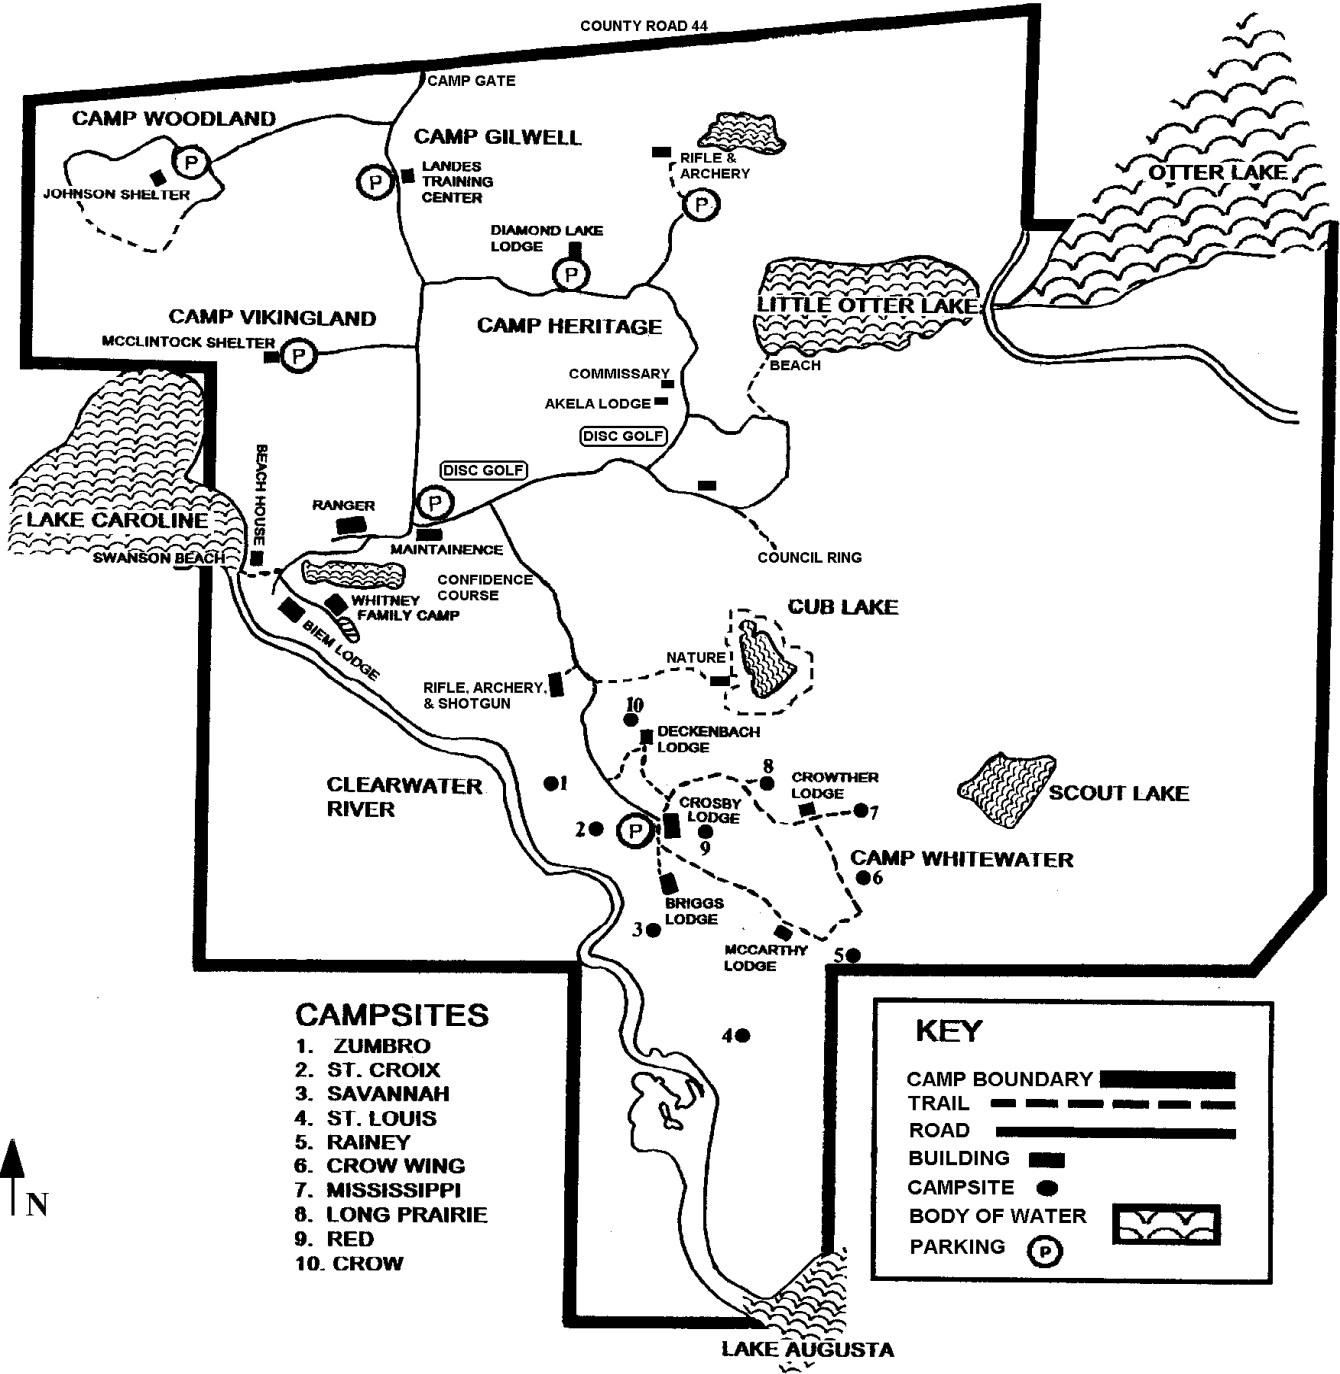 COUNTY ROAD 44
CAMP GATE
CAMP WOODLAND
CAMP GILWELL
P
JOHNSON SHELTER
P
LANDES
TRAINING
CENTER
RIFLE &
ARCHERY
P
OTTER LAKE
DIAMOND LAKE
LODGE
P
LITTLE OTTER LAKE
CAMP VIKINGLAND
MCCLINTOCK SHELTER
P
CAMP HERITAGE
BEACH
COMMISSARY
AKELA LODGE
DISC GOLF
DISC GOLF
P
BEACH HOUSE
RANGER
LAKE CAROLINE
SWANSON BEACH
MAINTAINENCE
COUNCIL RING
CONFIDENCE
COURSE
WHITNEY
FAMILY CAMP
BIEM LODGE
CUB LAKE
NATURE
RIFLE, ARCHERY,
& SHOTGUN
10
DECKENBACH
LODGE
CLEARWATER
RIVER
1
8
CROWTHER
LODGE
7
SCOUT LAKE
2
P
CROSBY
LODGE
9
CAMP WHITEWATER
6
BRIGGS
LODGE
3
MCCARTHY
LODGE
5
4
CAMPSITES
1. ZUMBRO
2. ST. CROIX
3. SAVANNAH
4. ST. LOUIS
5. RAINEY
6. CROW WING
7. MISSISSIPPI
8. LONG PRAIRIE
9. RED
10. CROW
N
KEY
CAMP BOUNDARY
TRAIL
ROAD
BUILDING
CAMPSITE
BODY OF WATER
PARKING P
LAKE AUGUSTA